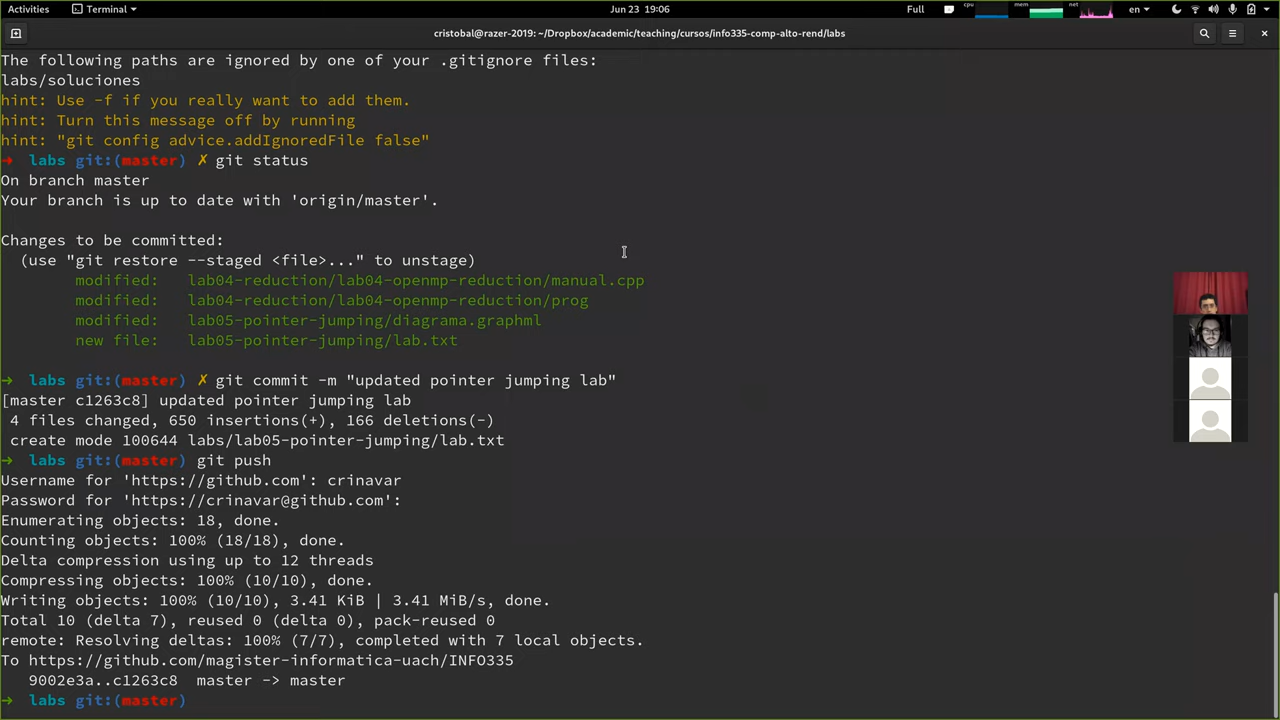 Activities
Terminal
Jun 23 19:06
Full
cpu
mem
net
en
cristobal@razer-2019: ~/Dropbox/academic/teaching/cursos/info335-comp-alto-rend/labs
The following paths are ignored by one of your .gitignore files:
labs/soluciones
hint: Use -f if you really want to add them.
hint: Turn this message off by running
hint: "git config advice.addIgnoredFile false"
→ labs git:(master) ✗ git status
On branch master
Your branch is up to date with 'origin/master'.
Changes to be committed:
(use "git restore --staged <file>..." to unstage)
modified: lab04-reduction/lab04-openmp-reduction/manual.cpp
modified: lab04-reduction/lab04-openmp-reduction/prog
modified: lab05-pointer-jumping/diagrama.graphml
new file: lab05-pointer-jumping/lab.txt
→ labs git:(master) ✗ git commit -m "updated pointer jumping lab"
[master c1263c8] updated pointer jumping lab
4 files changed, 650 insertions(+), 166 deletions(-)
create mode 100644 labs/lab05-pointer-jumping/lab.txt
→ labs git:(master) git push
Username for 'https://github.com': crinavar
Password for 'https://crinavar@github.com':
Enumerating objects: 18, done.
Counting objects: 100% (18/18), done.
Delta compression using up to 12 threads
Compressing objects: 100% (10/10), done.
Writing objects: 100% (10/10), 3.41 KiB | 3.41 MiB/s, done.
Total 10 (delta 7), reused 0 (delta 0), pack-reused 0
remote: Resolving deltas: 100% (7/7), completed with 7 local objects.
To https://github.com/magister-informatica-uach/INFO335
9002e3a..c1263c8 master -> master
→ labs git:(master)